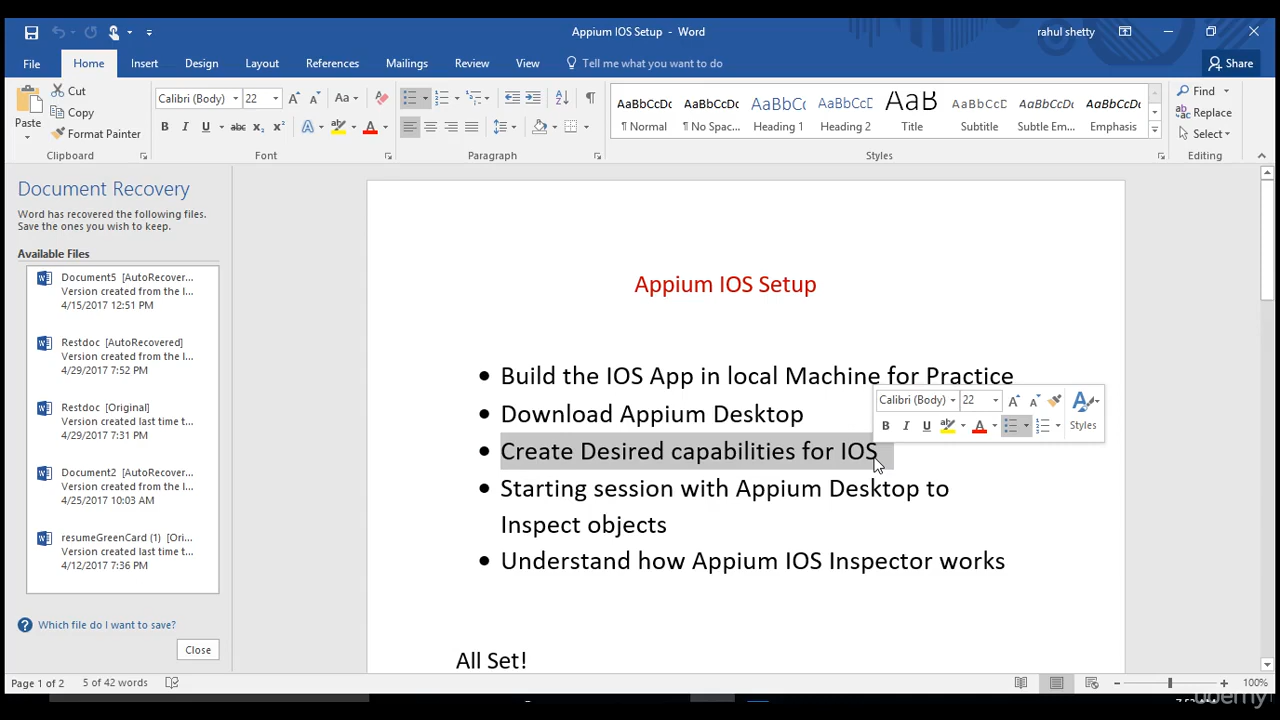 Appium IOS Setup - Word
rahul shetty
File
Home
Insert
Design
Layout
References
Mailings
Review
View
Tell me what you want to do
Share
Paste
Cut
Copy
Format Painter
Clipboard
Calibri (Body)
22
Aa
B I U abc x₂ x²
Font
Paragraph
AaBbCcDc AaBbCcDc AaBbCc AaBbCcD AaB AaBbCcD AaBbCcDc AaBbCcDc
¶ Normal ¶ No Spac... Heading 1 Heading 2 Title Subtitle Subtle Em... Emphasis
Styles
Find
Replace
Select
Editing
Document Recovery
Word has recovered the following files.
Save the ones you wish to keep.
Available Files
Document5 [AutoRecover...
Version created from the l...
4/15/2017 12:51 PM
Restdoc [AutoRecovered]
Version created from the l...
4/29/2017 7:52 PM
Restdoc [Original]
Version created last time t...
4/29/2017 7:31 PM
Document2 [AutoRecover...
Version created from the l...
4/25/2017 10:03 AM
resumeGreenCard (1) [Ori...
Version created last time t...
4/12/2017 7:36 PM
Which file do I want to save?
Close
Appium IOS Setup
• Build the IOS App in local Machine for Practice
• Download Appium Desktop
• Create Desired capabilities for IOS
• Starting session with Appium Desktop to
Inspect objects
• Understand how Appium IOS Inspector works
All Set!
Calibri (Body) 22
B I U A
Styles
Page 1 of 2
5 of 42 words
100%